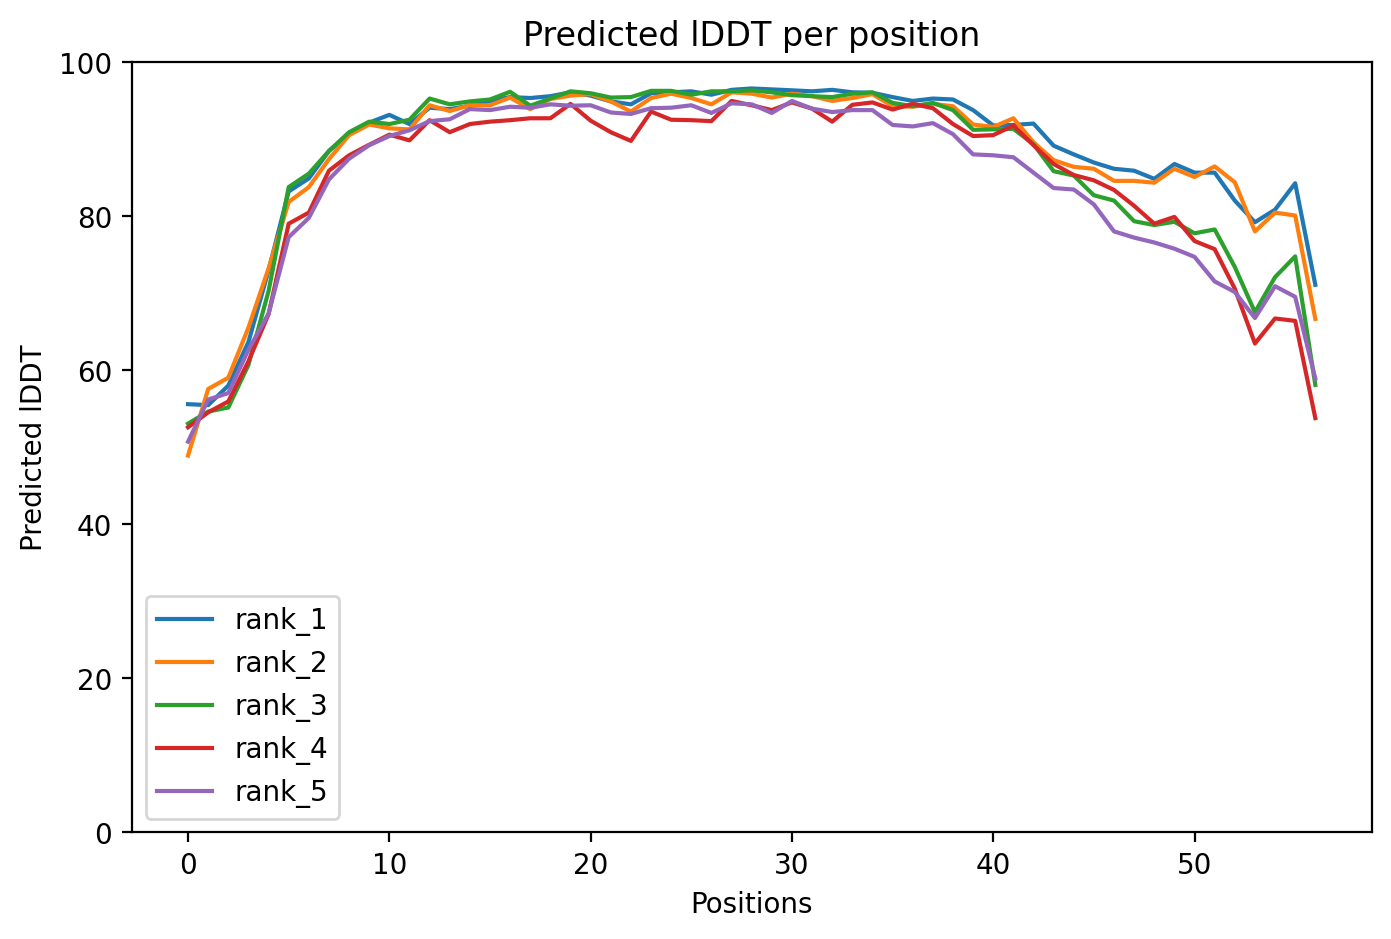 Predicted lDDT per position
100
80
60
40
20
0
Predicted lDDT
rank_1
rank_2
rank_3
rank_4
rank_5
0 10 20 30 40 50
Positions